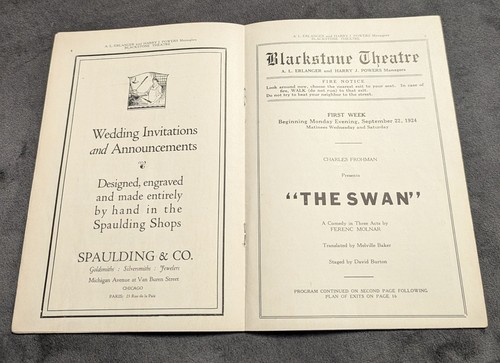 A. L. ERLANGER and HARRY J. POWERS Managers
BLACKSTONE THEATRE
Wedding Invitations
and Announcements
Designed, engraved
and made entirely
by hand in the
Spaulding Shops
SPAULDING & CO.
Goldsmiths : Silversmiths : Jewelers
Michigan Avenue at Van Buren Street
CHICAGO
PARIS: 23 Rue de la Paix
A. L. ERLANGER and HARRY J. POWERS Managers
BLACKSTONE THEATRE
Blackstone Theatre
A. L. ERLANGER and HARRY J. POWERS Managers
FIRE NOTICE
Look around now, choose the nearest exit to your seat. In case of
fire, WALK (do not run) to that exit.
Do not try to beat your neighbor to the street.
FIRST WEEK
Beginning Monday Evening, September 22, 1924
Matinees Wednesday and Saturday
CHARLES FROHMAN
Presents
"THE SWAN"
A Comedy in Three Acts by
FERENC MOLNAR
Translated by Melville Baker
Staged by David Burton
PROGRAM CONTINUED ON SECOND PAGE FOLLOWING.
PLAN OF EXITS ON PAGE 16